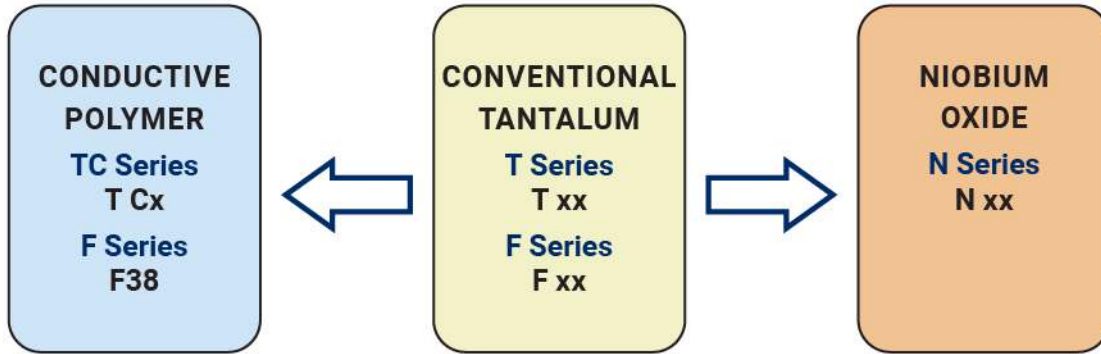 CONDUCTIVE
POLYMER
TC Series
T Cx
F Series
F38
CONVENTIONAL
TANTALUM
T Series
T xx
F Series
F xx
NIOBIUM
OXIDE
N Series
N xx